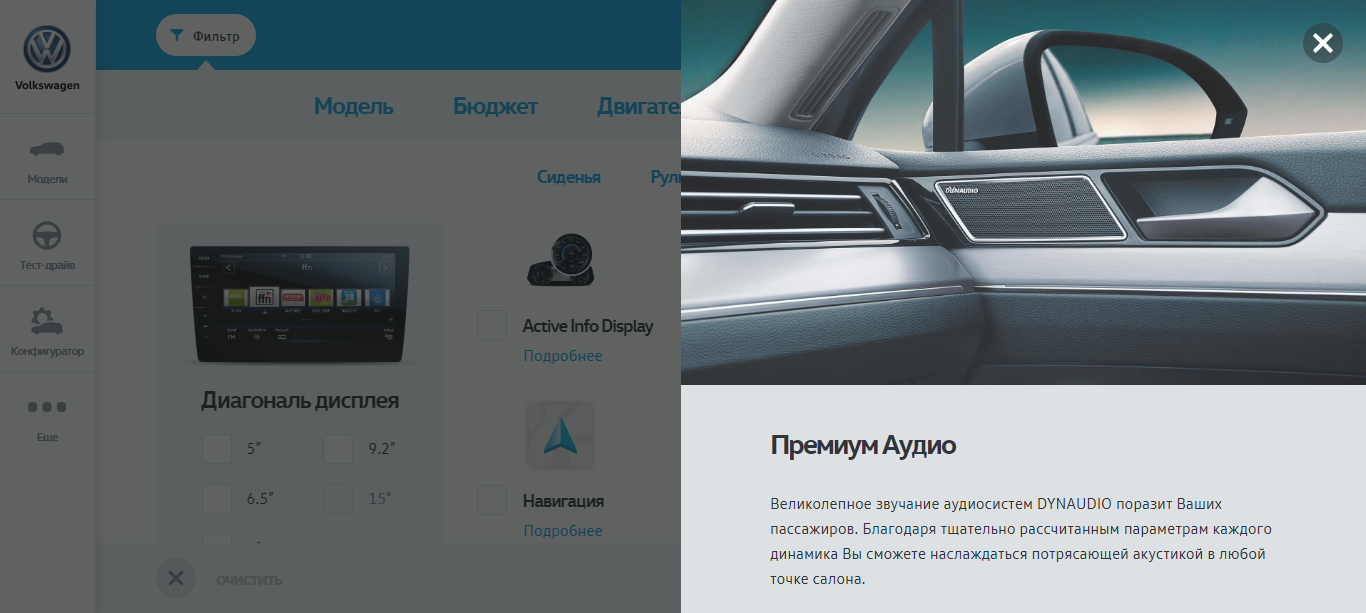 Volkswagen
Модели
Тест-драйв
Конфигуратор
Еще
Фильтр
Модель
Бюджет
Двигате
Сиденья
Рул
ffn
Диагональ дисплея
5″
9.2″
6.5″
15″
Active Info Display
Подробнее
Навигация
Подробнее
очистить
DYNAUDIO
Премиум Аудио
Великолепное звучание аудиосистем DYNAUDIO поразит Ваших
пассажиров. Благодаря тщательно рассчитанным параметрам каждого
динамика Вы сможете наслаждаться потрясающей акустикой в любой
точке салона.